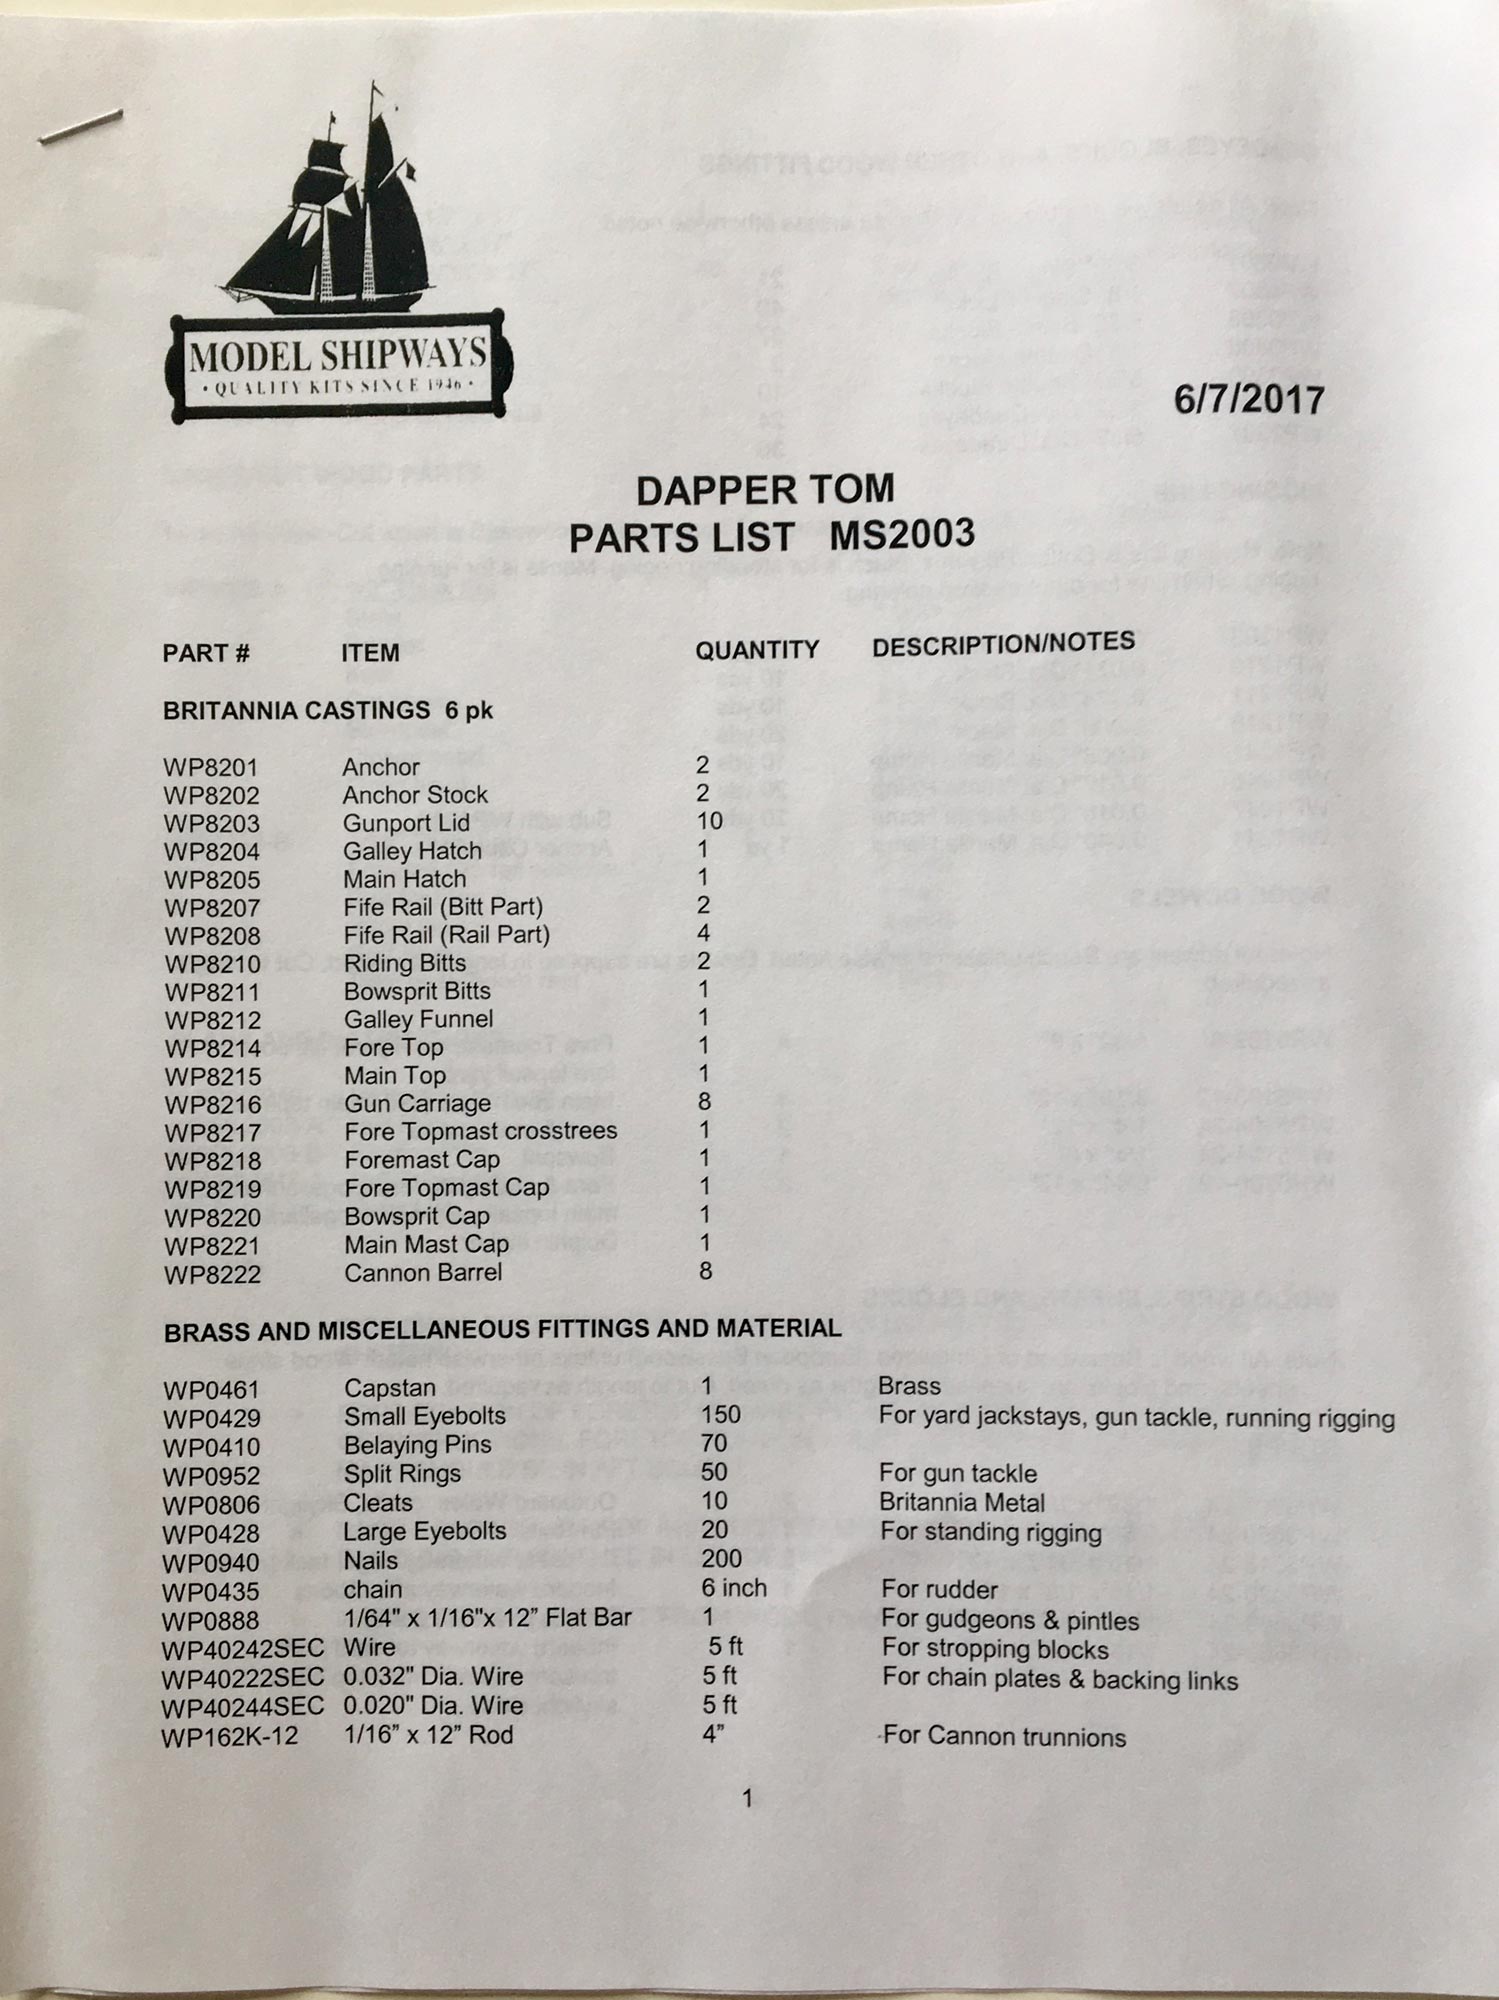 MODEL SHIPWAYS
· QUALITY KITS SINCE 1946 ·
6/7/2017
DAPPER TOM
PARTS LIST MS2003
PART # ITEM QUANTITY DESCRIPTION/NOTES
BRITANNIA CASTINGS 6 pk
WP8201 Anchor 2
WP8202 Anchor Stock 2
WP8203 Gunport Lid 10
WP8204 Galley Hatch 1
WP8205 Main Hatch 1
WP8207 Fife Rail (Bitt Part) 2
WP8208 Fife Rail (Rail Part) 4
WP8210 Riding Bitts 2
WP8211 Bowsprit Bitts 1
WP8212 Galley Funnel 1
WP8214 Fore Top 1
WP8215 Main Top 1
WP8216 Gun Carriage 8
WP8217 Fore Topmast crosstrees 1
WP8218 Foremast Cap 1
WP8219 Fore Topmast Cap 1
WP8220 Bowsprit Cap 1
WP8221 Main Mast Cap 1
WP8222 Cannon Barrel 8
BRASS AND MISCELLANEOUS FITTINGS AND MATERIAL
WP0461 Capstan 1 Brass
WP0429 Small Eyebolts 150 For yard jackstays, gun tackle, running rigging
WP0410 Belaying Pins 70
WP0952 Split Rings 50 For gun tackle
WP0806 Cleats 10 Britannia Metal
WP0428 Large Eyebolts 20 For standing rigging
WP0940 Nails 200
WP0435 chain 6 inch For rudder
WP0888 1/64" x 1/16"x 12” Flat Bar 1 For gudgeons & pintles
WP40242SEC Wire 5 ft For stropping blocks
WP40222SEC 0.032" Dia. Wire 5 ft For chain plates & backing links
WP40244SEC 0.020" Dia. Wire 5 ft
WP162K-12 1/16” x 12” Rod 4” For Cannon trunnions
1